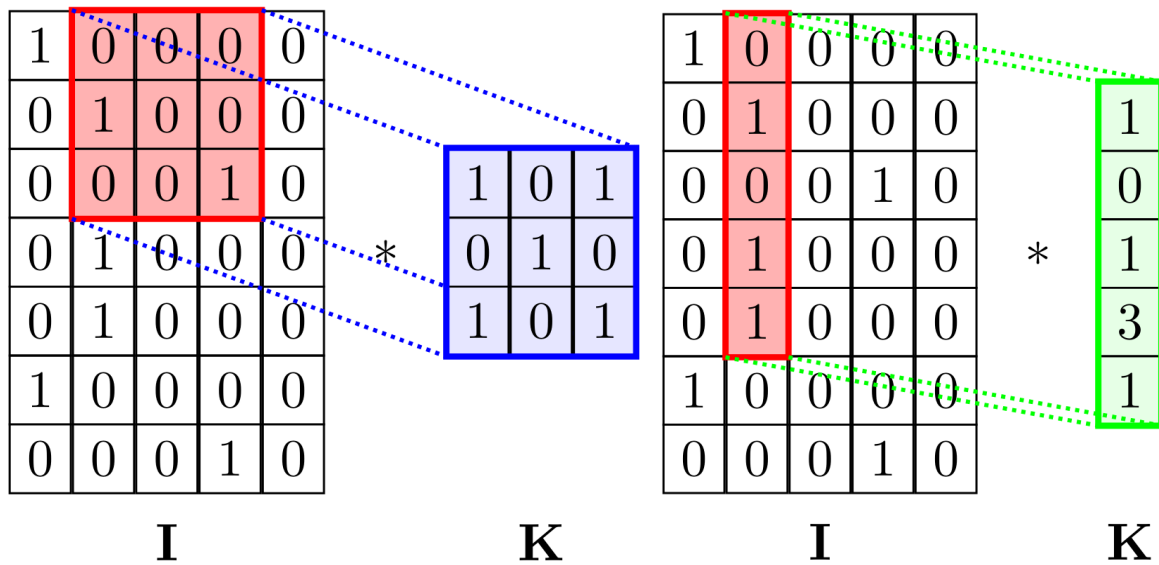 1 0 0 0 0 1 0 0 0 0
0 1 0 0 0 0 1 0 0 0 1
0 0 0 1 0 1 0 1 0 0 0 1 0 0
0 1 0 0 0 * 0 1 0 0 1 0 0 0 * 1
0 1 0 0 0 1 0 1 0 1 0 0 0 3
1 0 0 0 0 1 0 0 0 0 1
0 0 0 1 0 0 0 0 1 0
I K I K